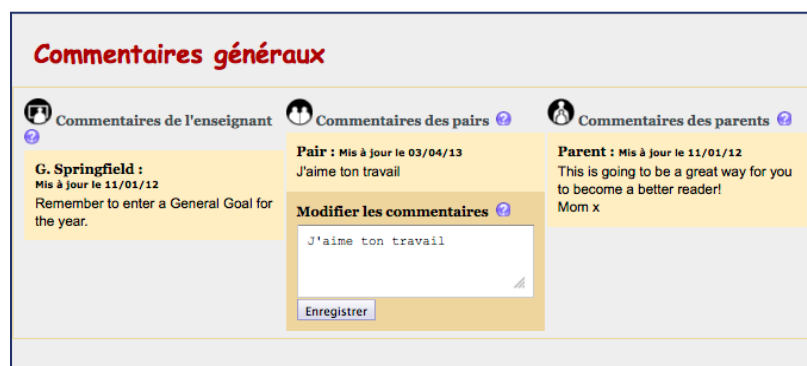 Commentaires généraux
Commentaires de l'enseignant
G. Springfield :
Mis à jour le 11/01/12
Remember to enter a General Goal for
the year.
Commentaires des pairs
Pair : Mis à jour le 03/04/13
J'aime ton travail
Modifier les commentaires
J'aime ton travail
Enregistrer
Commentaires des parents
Parent : Mis à jour le 11/01/12
This is going to be a great way for you
to become a better reader!
Mom x